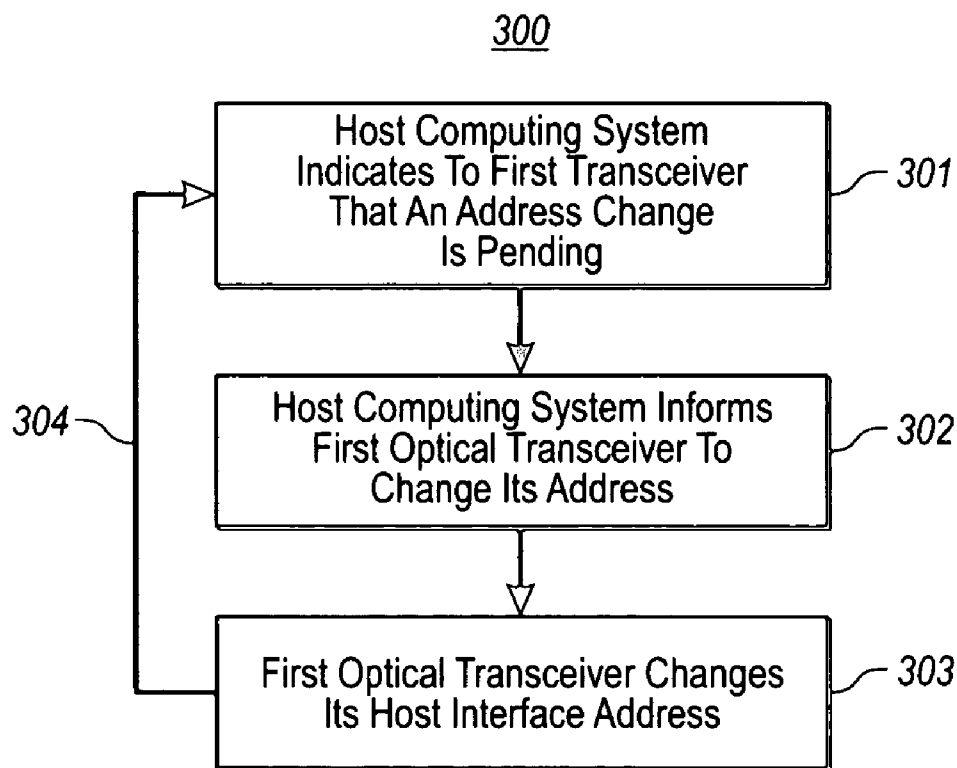 300
Host Computing System
Indicates To First Transceiver
That An Address Change
Is Pending
301
Host Computing System Informs
First Optical Transceiver To
Change Its Address
302
304
First Optical Transceiver Changes
Its Host Interface Address
303